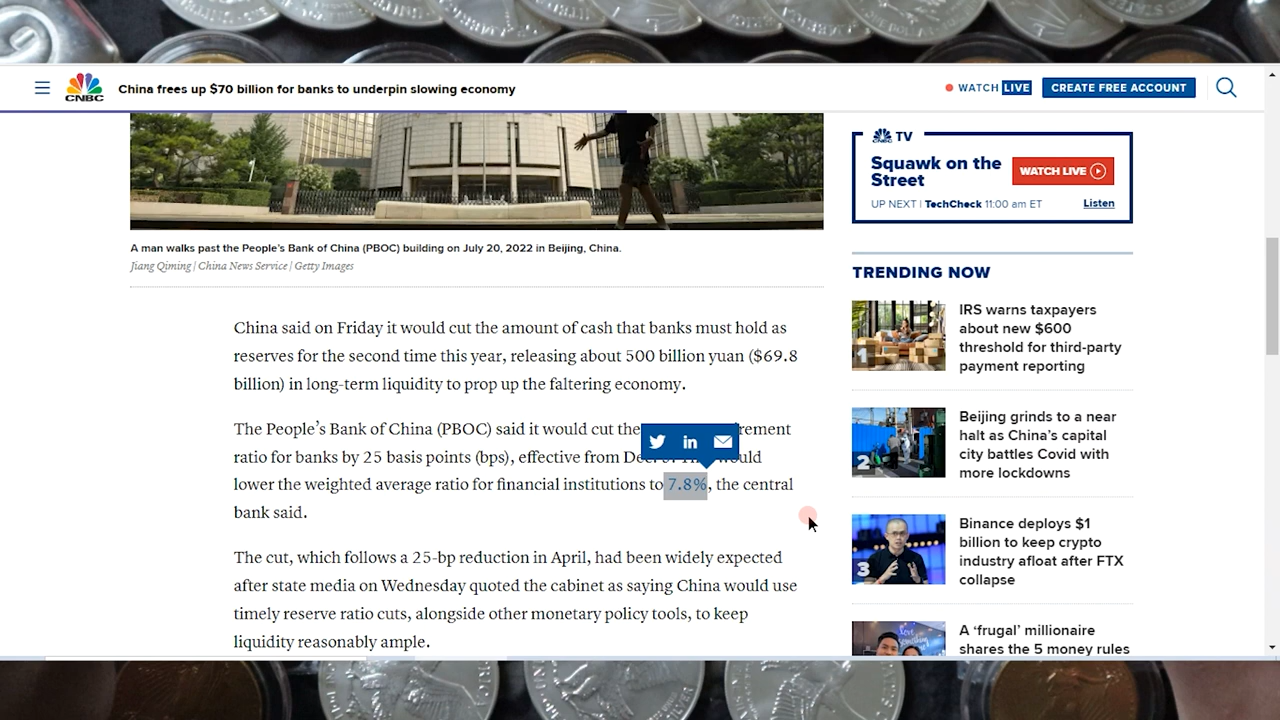 CNBC
China frees up $70 billion for banks to underpin slowing economy
WATCH LIVE
CREATE FREE ACCOUNT
A man walks past the People's Bank of China (PBOC) building on July 20, 2022 in Beijing, China.
Jiang Qiming | China News Service | Getty Images
China said on Friday it would cut the amount of cash that banks must hold as
reserves for the second time this year, releasing about 500 billion yuan ($69.8
billion) in long-term liquidity to prop up the faltering economy.
The People's Bank of China (PBOC) said it would cut the
ratio for banks by 25 basis points (bps), effective from
lower the weighted average ratio for financial institutions to 7.8%, the central
bank said.
The cut, which follows a 25-bp reduction in April, had been widely expected
after state media on Wednesday quoted the cabinet as saying China would use
timely reserve ratio cuts, alongside other monetary policy tools, to keep
liquidity reasonably ample.
TV
Squawk on the
Street
WATCH LIVE
UP NEXT | TechCheck 11:00 am ET
Listen
TRENDING NOW
1
IRS warns taxpayers
about new $600
threshold for third-party
payment reporting
2
Beijing grinds to a near
halt as China's capital
city battles Covid with
more lockdowns
3
Binance deploys $1
billion to keep crypto
industry afloat after FTX
collapse
A 'frugal' millionaire
shares the 5 money rules